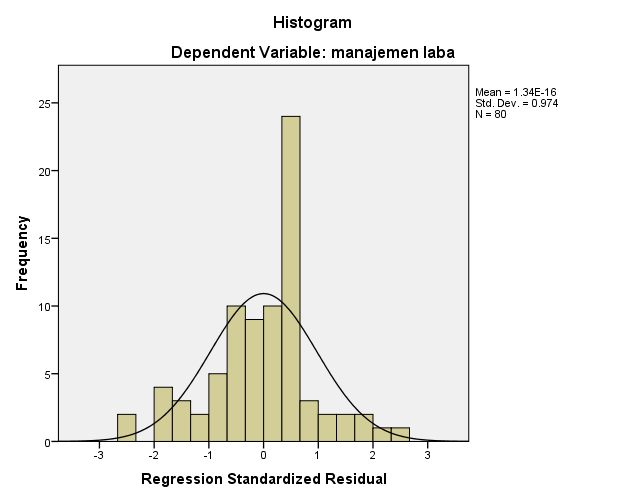 Histogram
Dependent Variable: manajemen laba
Mean = 1.34E-16
Std. Dev. = 0.974
N = 80
Frequency
25
20
15
10
5
0
-3 -2 -1 0 1 2 3
Regression Standardized Residual